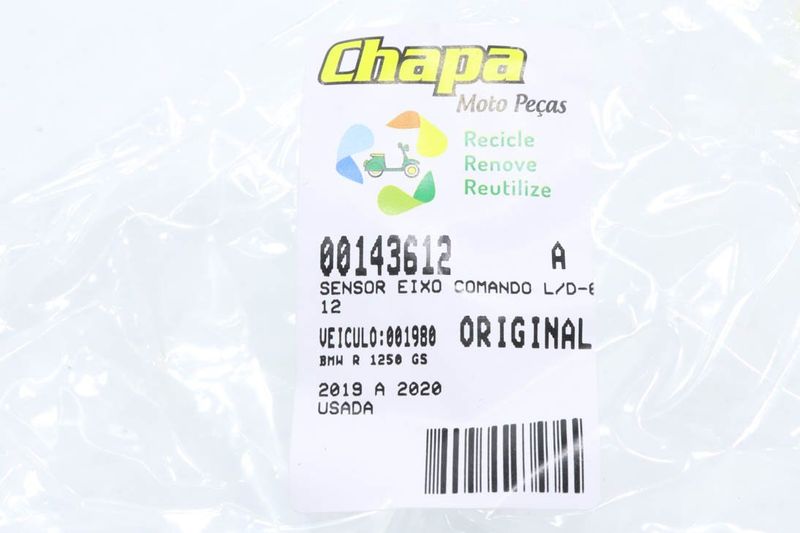 Chapa
Moto Peças
Recicle
Renove
Reutilize
00143612 A
SENSOR EIXO COMANDO L/D-6
12
VEICULO:001980 ORIGINAL
BMW R 1250 GS
2019 A 2020
USADA